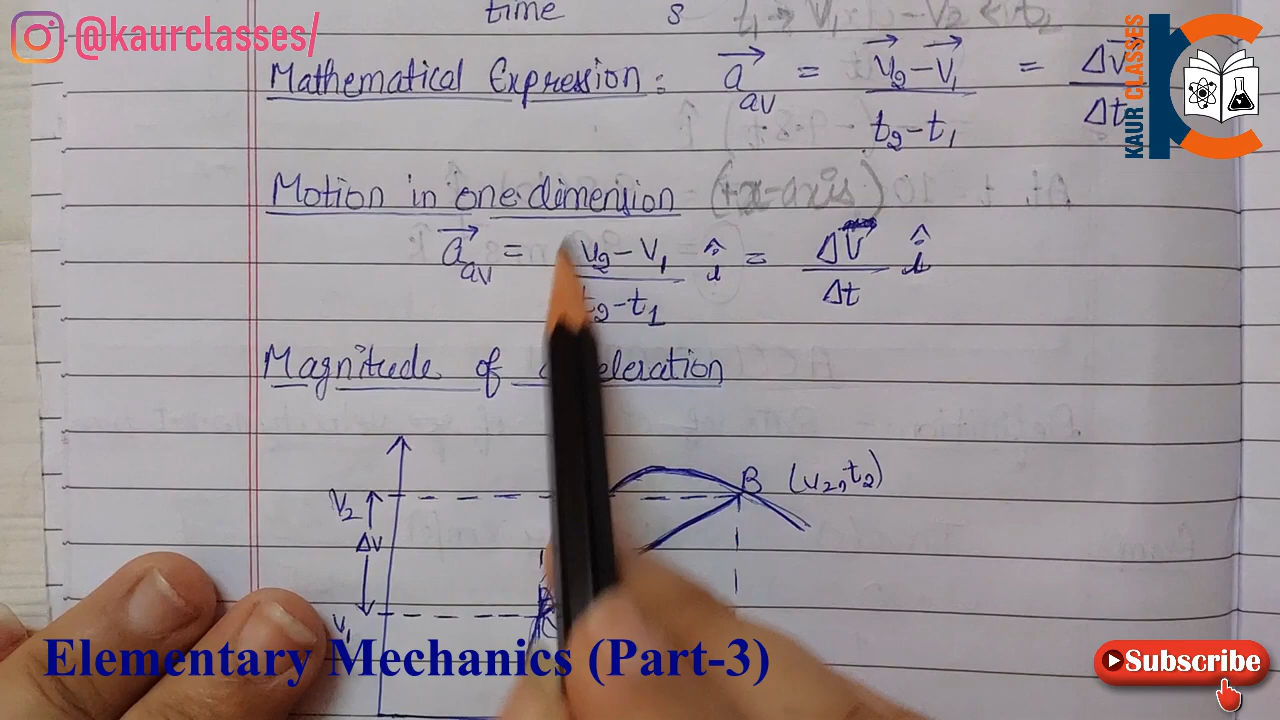 @kaurclasses/
time s
KAUR CLASSES
Mathematical Expression: a⃗av = v⃗2 – v⃗1 / t2 – t1 = Δv⃗ / Δt
Motion in one dimension (+x-axis)
a⃗av = v2 – v1 / t2 – t1 î = Δv / Δt î
Magnitude of
B (v2, t2)
V2
ΔV
V1
Elementary Mechanics (Part-3)
Subscribe